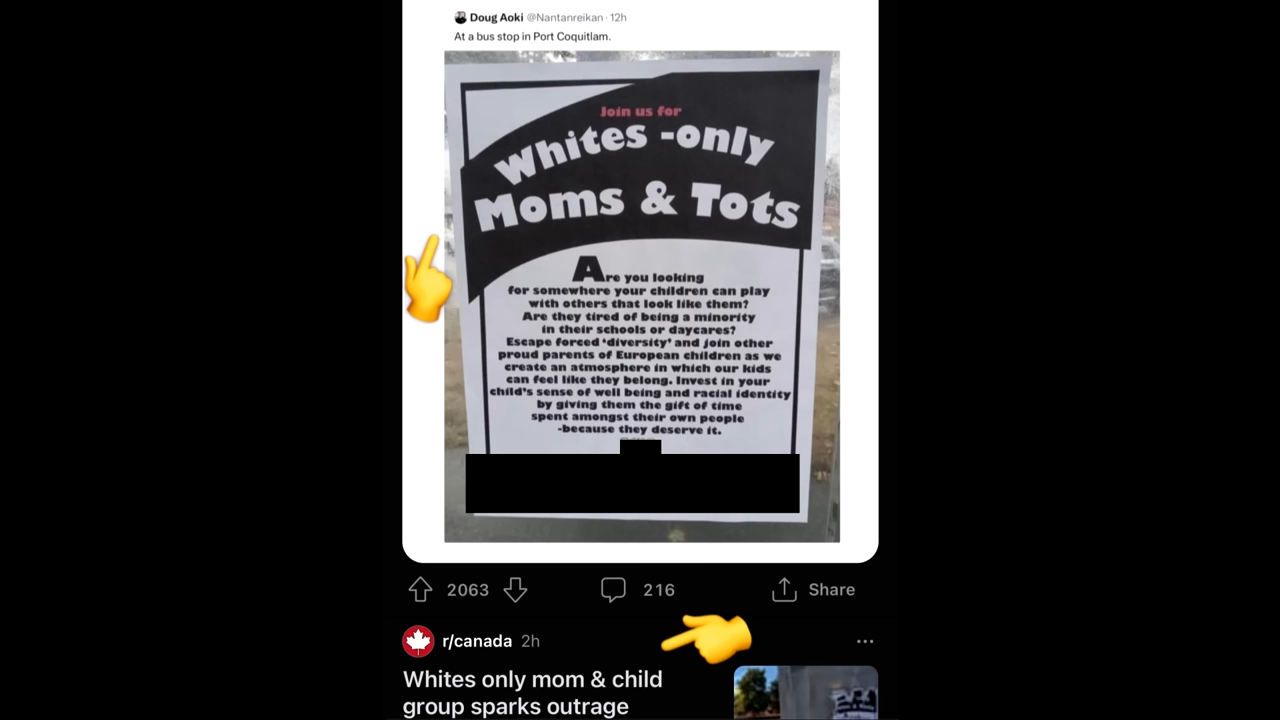 Doug Aoki @Nantanreikan · 12h
At a bus stop in Port Coquitlam.
Join us for
Whites -only
Moms & Tots
Are you looking
for somewhere your children can play
with others that look like them?
Are they tired of being a minority
in their schools or daycares?
Escape forced 'diversity' and join other
proud parents of European children as we
create an atmosphere in which our kids
can feel like they belong. Invest in your
child's sense of well being and racial identity
by giving them the gift of time
spent amongst their own people
-because they deserve it.
2063
216
Share
r/canada 2h
Whites only mom & child
group sparks outrage